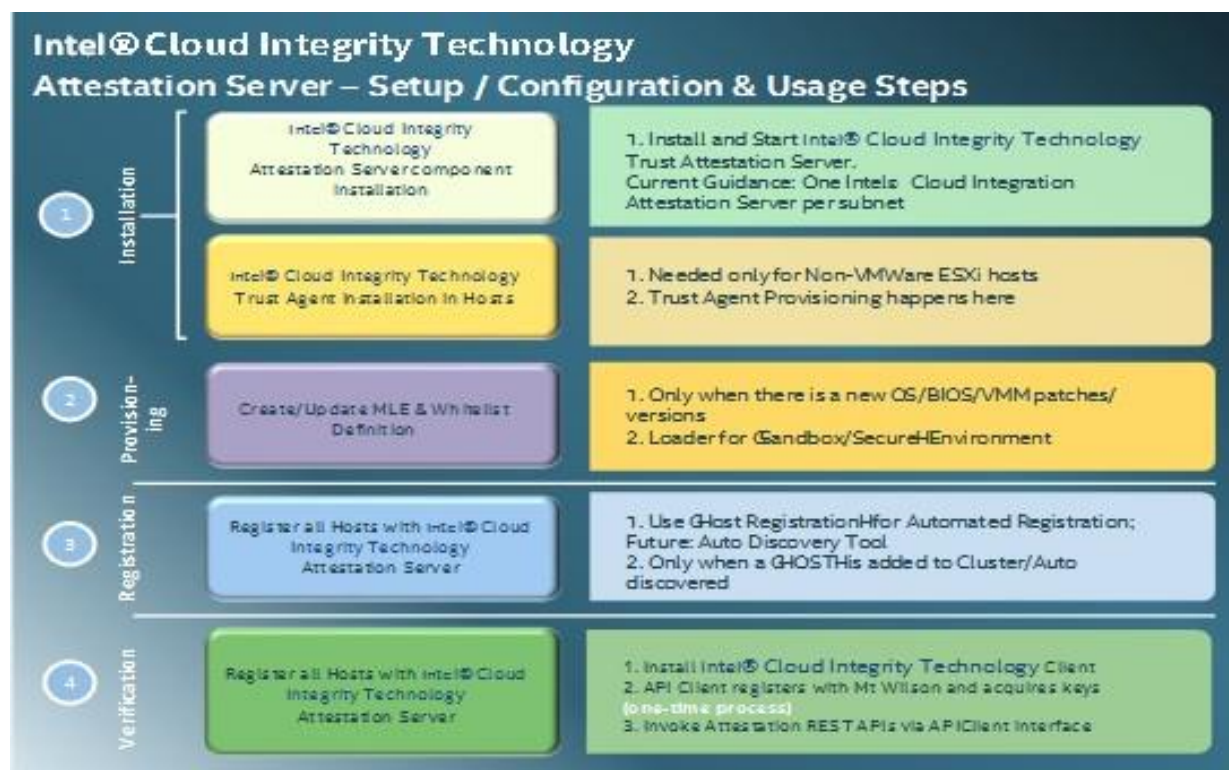 Intel® Cloud Integrity Technology
Attestation Server – Setup / Configuration & Usage Steps
1
Installation
Intel® Cloud Integrity
Technology
Attestation Server component
Installation
1. Install and Start Intel® Cloud Integrity Technology
Trust Attestation Server.
Current Guidance: One Intels Cloud Integration
Attestation Server per subnet
Intel® Cloud Integrity Technology
Trust Agent Installation in Hosts
1. Needed only for Non-VMWare ESXi hosts
2. Trust Agent Provisioning happens here
2
Provision-
ing
Create/Update MLE & Whitelist
Definition
1. Only when there is a new OS/BIOS/VMM patches/
versions
2. Loader for GSandbox/SecureHEnvironment
3
Registration
Register all Hosts with Intel® Cloud
Integrity Technology
Attestation Server
1. Use GHost RegistrationHfor Automated Registration;
Future: Auto Discovery Tool
2. Only when a GHOSTHis added to Cluster/Auto
discovered
4
Verification
Register all Hosts with Intel® Cloud
Integrity Technology
Attestation Server
1. Install Intel® Cloud Integrity Technology Client
2. API Client registers with Mt Wilson and acquires keys
(one-time process)
3. Invoke Attestation REST APIs via APIClient Interface